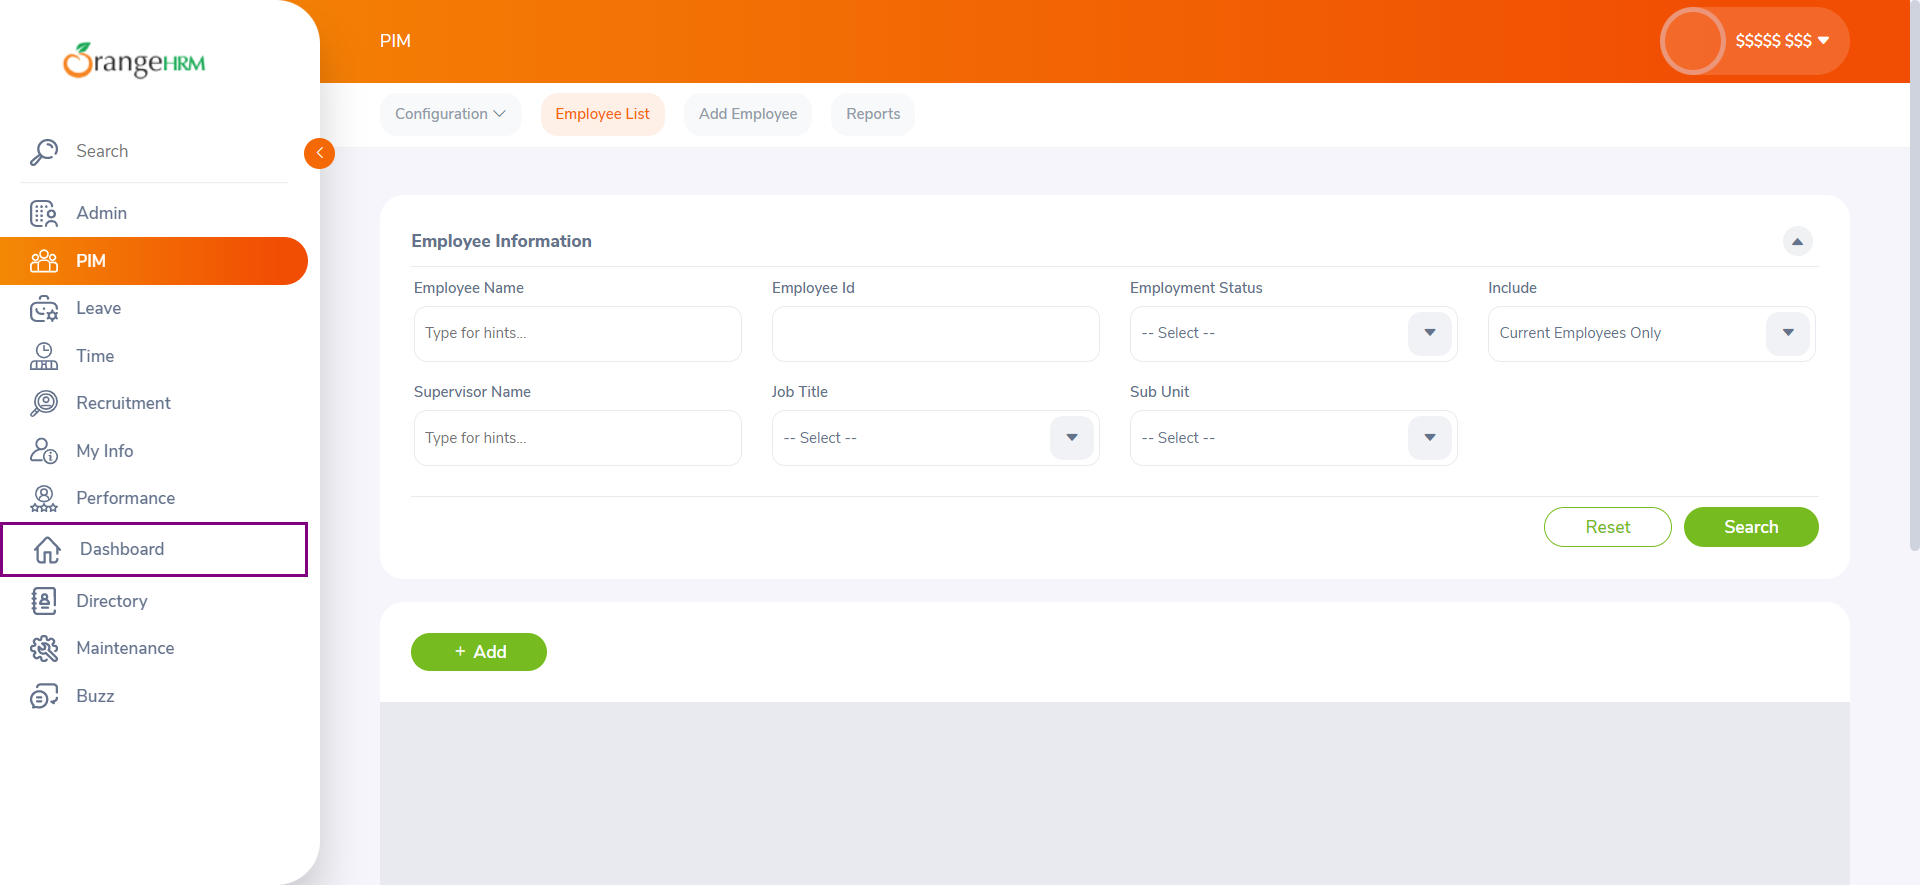 OrangeHRM
Search
Admin
PIM
Leave
Time
Recruitment
My Info
Performance
Dashboard
Directory
Maintenance
Buzz
PIM
$$$$$ $$$
Configuration
Employee List
Add Employee
Reports
Employee Information
Employee Name
Type for hints...
Employee Id
Employment Status
-- Select --
Include
Current Employees Only
Supervisor Name
Type for hints...
Job Title
-- Select --
Sub Unit
-- Select --
Reset
Search
+ Add